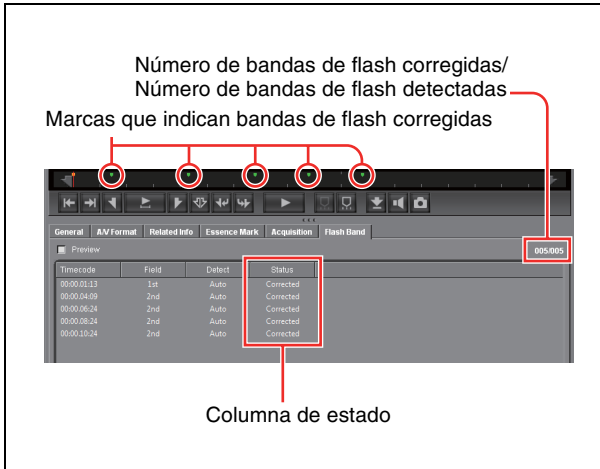 Número de bandas de flash corregidas/
Número de bandas de flash detectadas
Marcas que indican bandas de flash corregidas
General A/V Format Related Info Essence Mark Acquisition Flash Band
Preview 005/005
Timecode Field Detect Status
00:00.01:13 1st Auto Corrected
00:00.04:09 2nd Auto Corrected
00:00.06:24 2nd Auto Corrected
00:00.08:24 2nd Auto Corrected
00:00.10:24 2nd Auto Corrected
Columna de estado